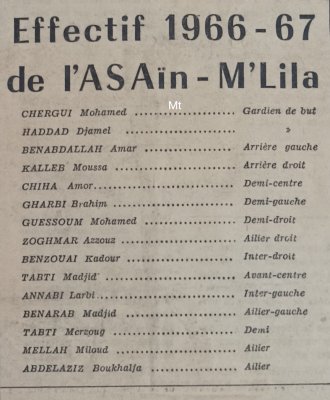 Effectif 1966-67
de l'ASAïn-M'Lila
Mt
CHERGUI Mohamed .................. Gardien de but
HADDAD Djamel .................. »
BENABDALLAH Amar .................. Arrière gauche
KALLEB Moussa .................. Arrière droit
CHIHA Amor .................. Demi-centre
GHARBI Brahim .................. Demi-gauche
GUESSOUM Mohamed .................. Demi-droit
ZOGHMAR Azzouz .................. Ailier droit
BENZOUAI Kadour .................. Inter-droit
TABTI Madjid .................. Avant-centre
ANNABI Larbi .................. Inter-gauche
BENARAB Madjid .................. Ailier-gauche
TABTI Merzoug .................. Demi
MELLAH Miloud .................. Ailier
ABDELAZIZ Boukhalfa .................. Ailier